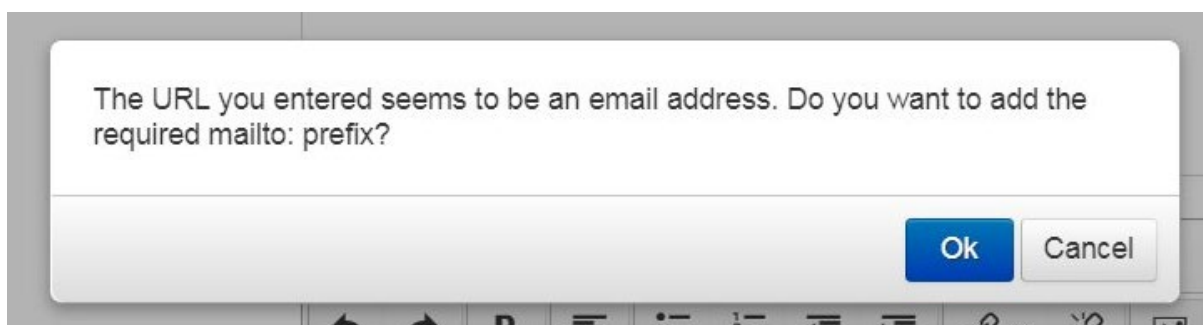 The URL you entered seems to be an email address. Do you want to add the
required mailto: prefix?
Ok Cancel